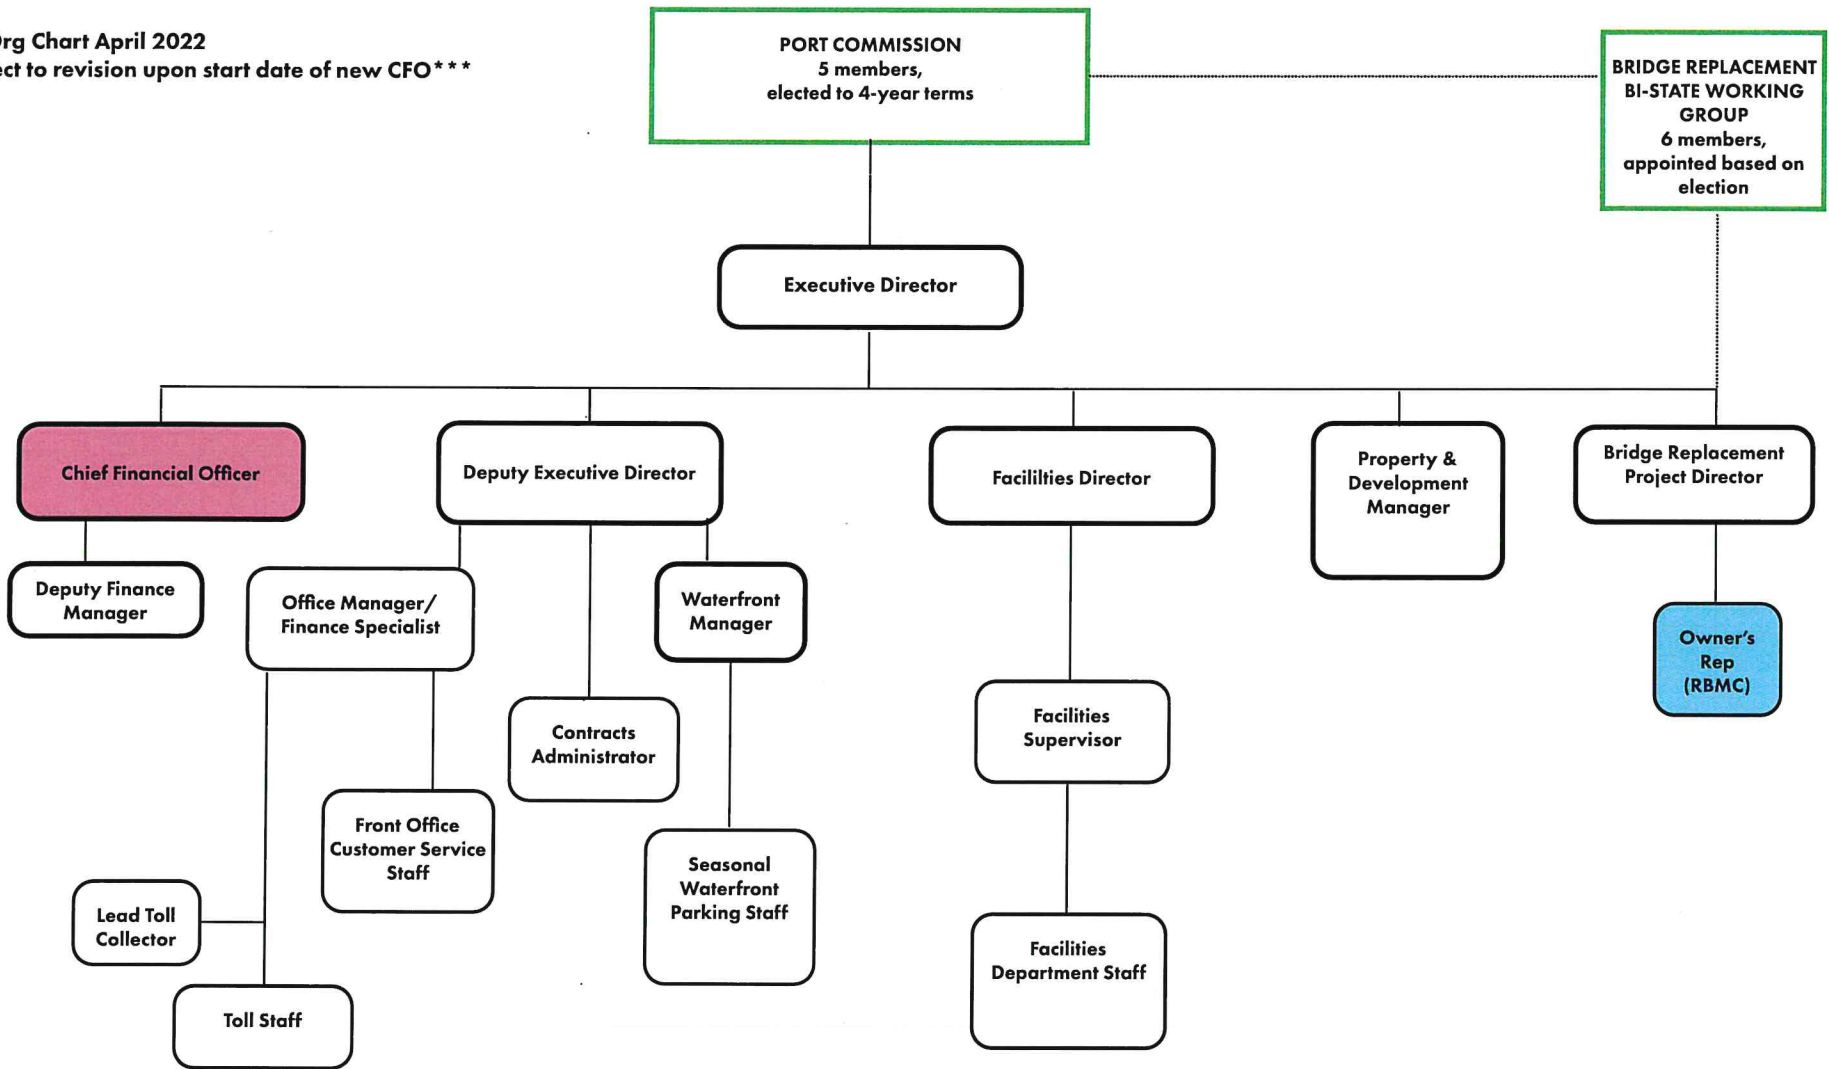 Org Chart April 2022
ect to revision upon start date of new CFO***
PORT COMMISSION
5 members,
elected to 4-year terms
BRIDGE REPLACEMENT
BI-STATE WORKING
GROUP
6 members,
appointed based on
election
Executive Director
Chief Financial Officer
Deputy Executive Director
Facililties Director
Property &
Development
Manager
Bridge Replacement
Project Director
Deputy Finance
Manager
Office Manager/
Finance Specialist
Waterfront
Manager
Owner's
Rep
(RBMC)
Contracts
Administrator
Facilities
Supervisor
Front Office
Customer Service
Staff
Seasonal
Waterfront
Parking Staff
Lead Toll
Collector
Facilities
Department Staff
Toll Staff